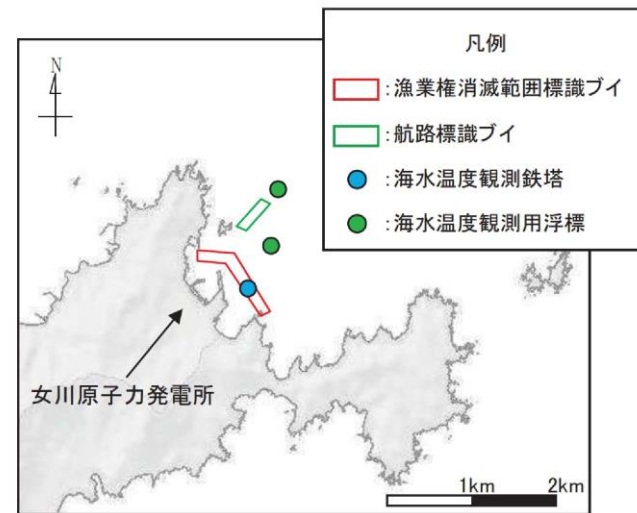 凡例
:漁業権消滅範囲標識ブイ
:航路標識ブイ
:海水温度観測鉄塔
:海水温度観測用浮標
N
女川原子力発電所
1km 2km